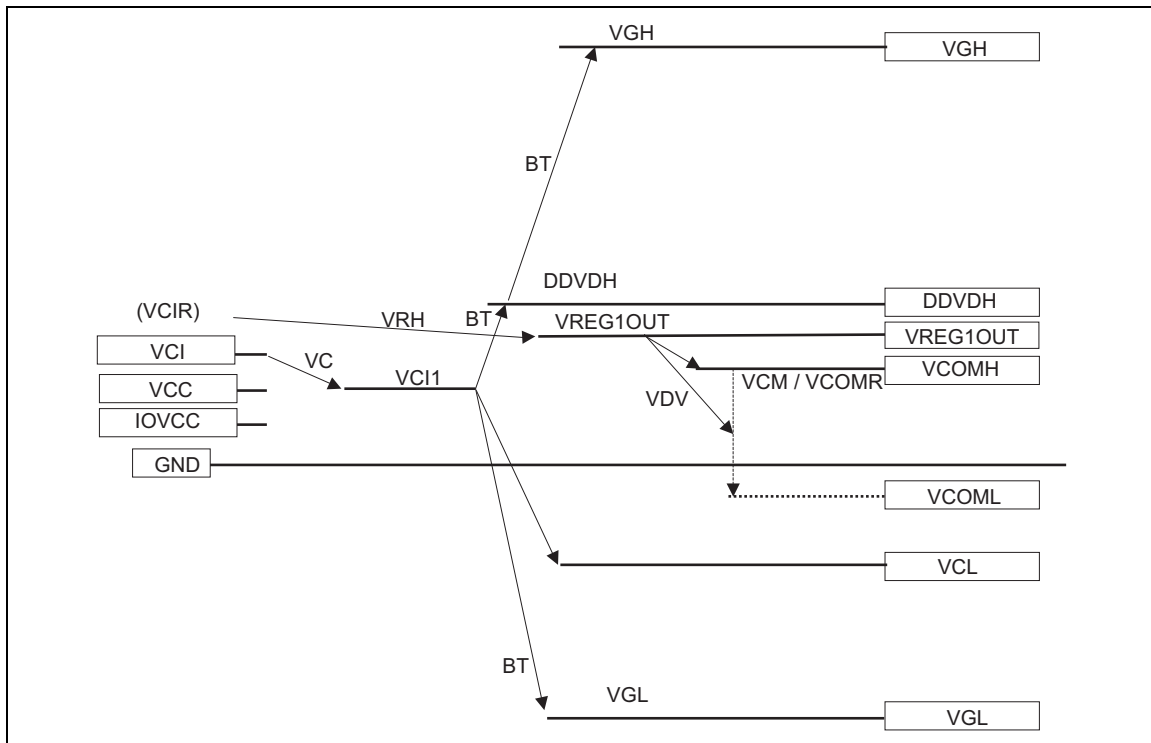 VGH
VGH
BT
DDVDH
DDVDH
(VCIR)
VRH
BT
VREG1OUT
VREG1OUT
VCI
VC
VCI1
VCM / VCOMR
VCOMH
VCC
VDV
IOVCC
GND
VCOML
VCL
BT
VGL
VGL